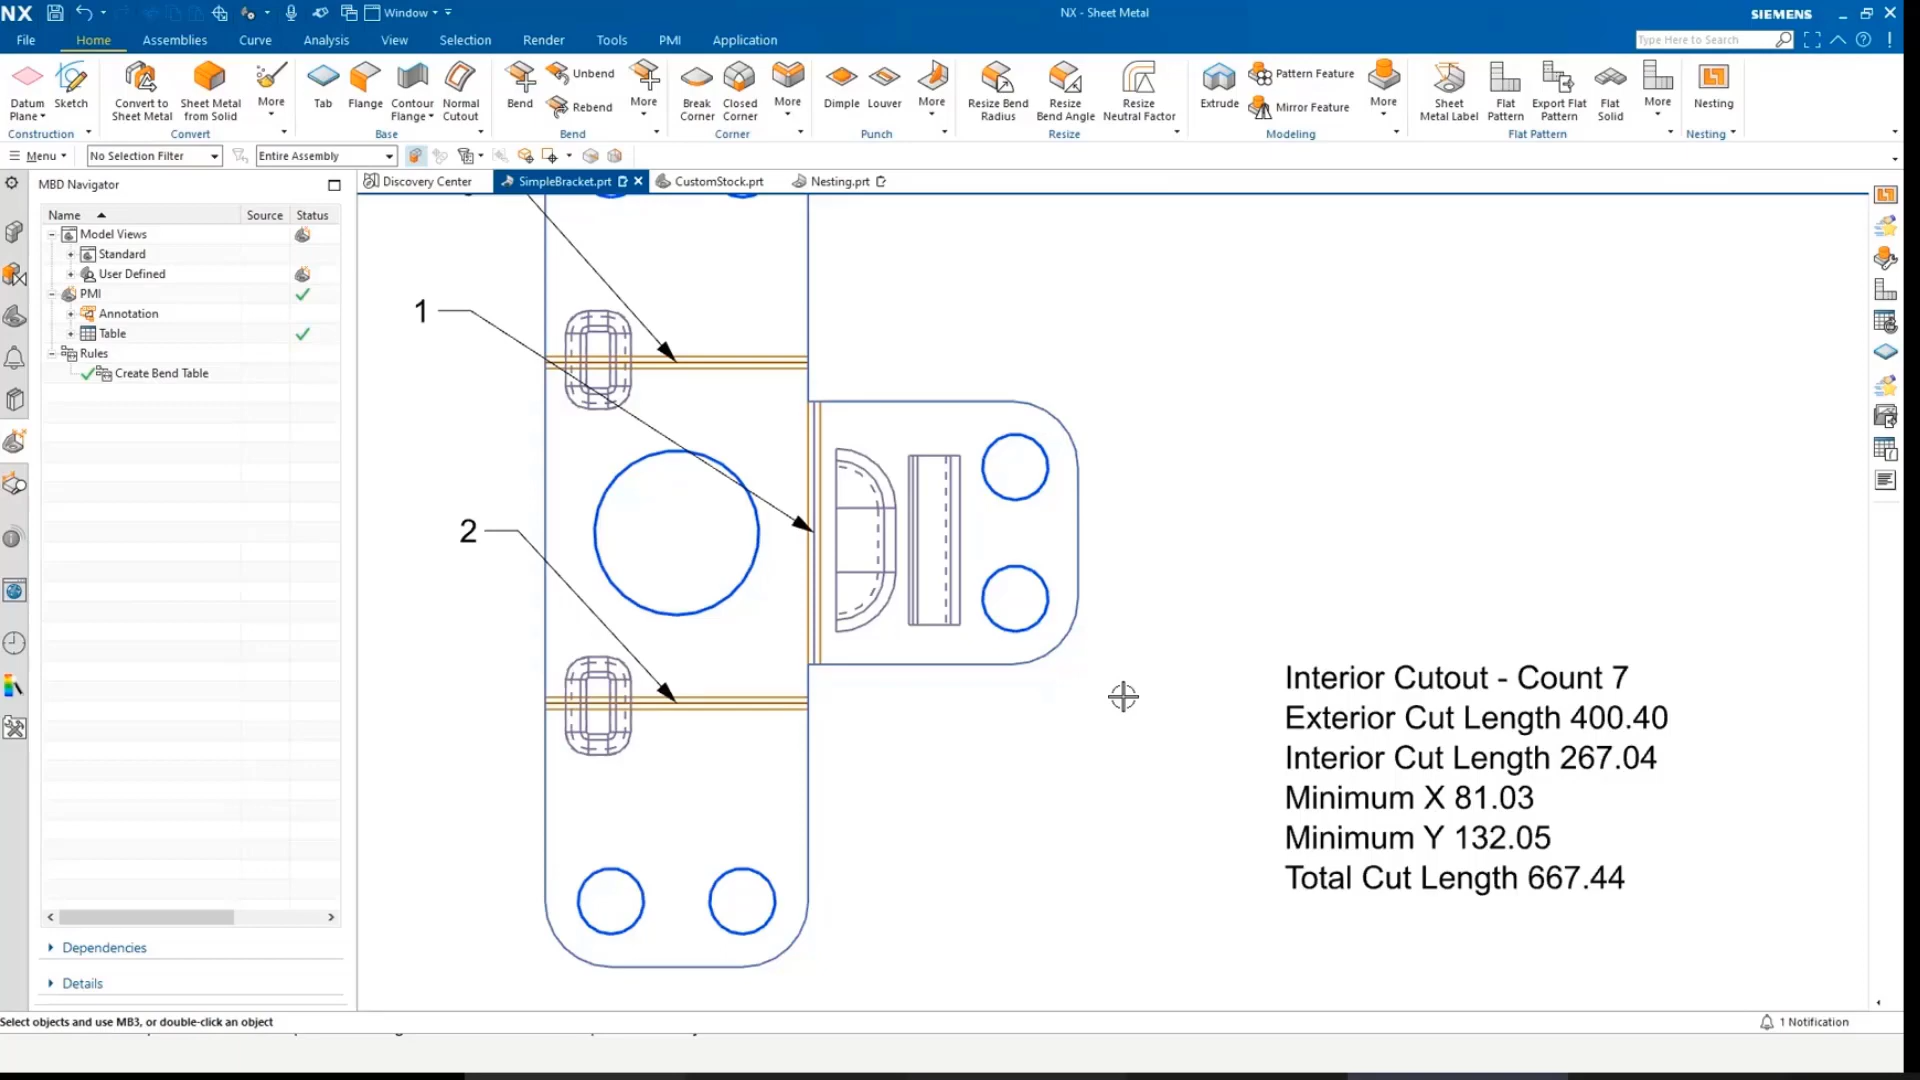 NX
Window
NX - Sheet Metal
SIEMENS
File
Home
Assemblies
Curve
Analysis
View
Selection
Render
Tools
PMI
Application
Type Here to Search
Datum
Plane
Sketch
Construction
Convert to
Sheet Metal
Sheet Metal
from Solid
More
Convert
Tab
Flange
Contour
Flange
Normal
Cutout
Base
Bend
Unbend
Rebend
More
Bend
Break
Corner
Closed
Corner
More
Corner
Dimple
Louver
More
Punch
Resize Bend
Radius
Resize
Bend Angle
Resize
Neutral Factor
Resize
Extrude
Pattern Feature
Mirror Feature
More
Modeling
Sheet
Metal Label
Flat
Pattern
Export Flat
Pattern
Flat
Solid
More
Flat Pattern
Nesting
Nesting
Menu
No Selection Filter
Entire Assembly
MBD Navigator
Discovery Center
SimpleBracket.prt
CustomStock.prt
Nesting.prt
Name
Source
Status
Model Views
Standard
User Defined
PMI
Annotation
Table
Rules
Create Bend Table
Dependencies
Details
1
2
Interior Cutout - Count 7
Exterior Cut Length 400.40
Interior Cut Length 267.04
Minimum X 81.03
Minimum Y 132.05
Total Cut Length 667.44
Select objects and use MB3, or double-click an object
1 Notification